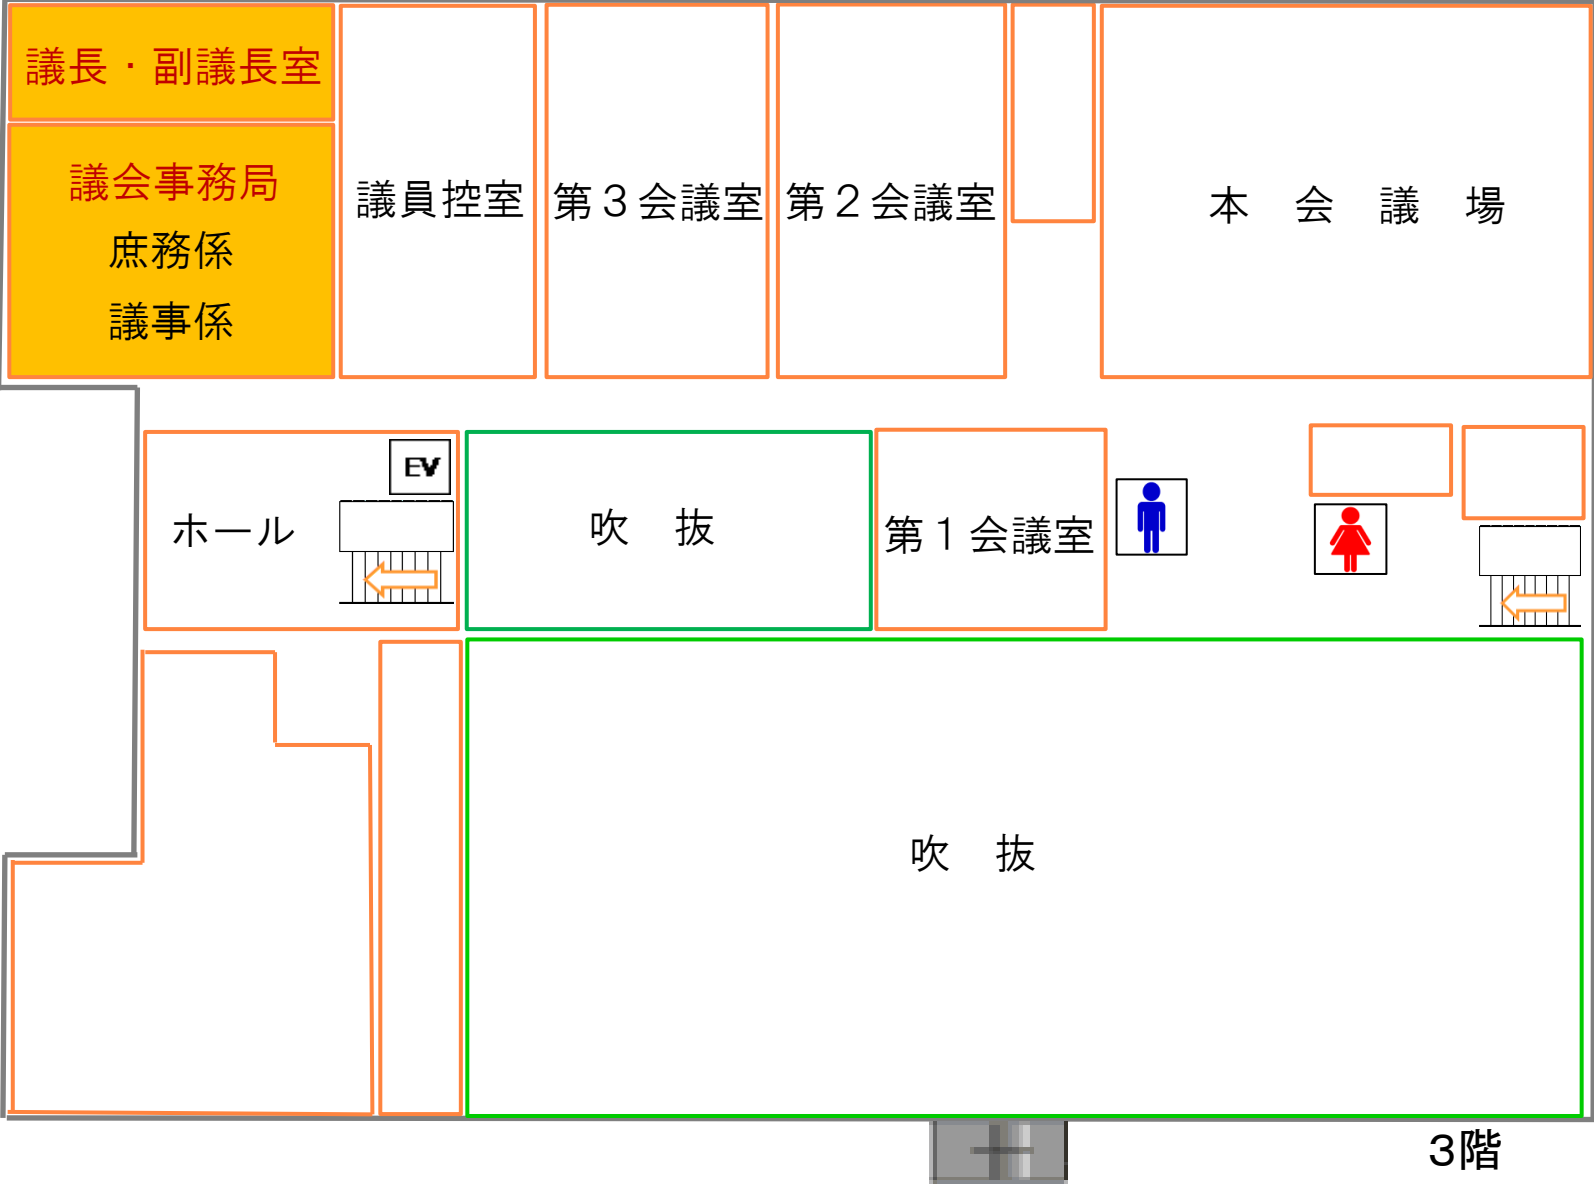 議長・副議長室
議会事務局
庶務係
議事係
議員控室
第３会議室
第２会議室
本　会　議　場
ホール
EV
吹　抜
第１会議室
吹　抜
3階